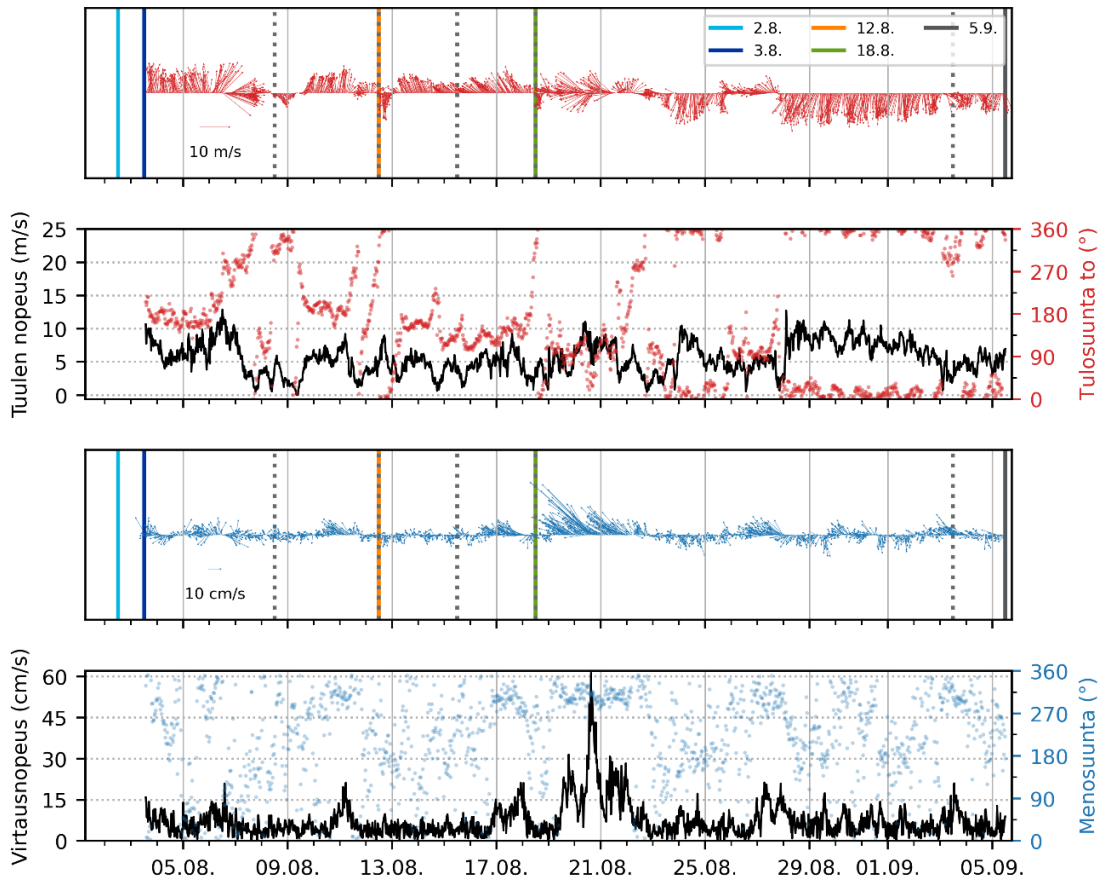 2.8. 12.8. 5.9.
3.8. 18.8.
10 m/s
Tuulen nopeus (m/s)
25
20
15
10
5
0
360
270
180
90
0
Tulosunta to (°)
10 cm/s
Virtausnopeus (cm/s)
60
45
30
15
0
360
270
180
90
0
Menosunta (°)
05.08. 09.08. 13.08. 17.08. 21.08. 25.08. 29.08. 01.09. 05.09.